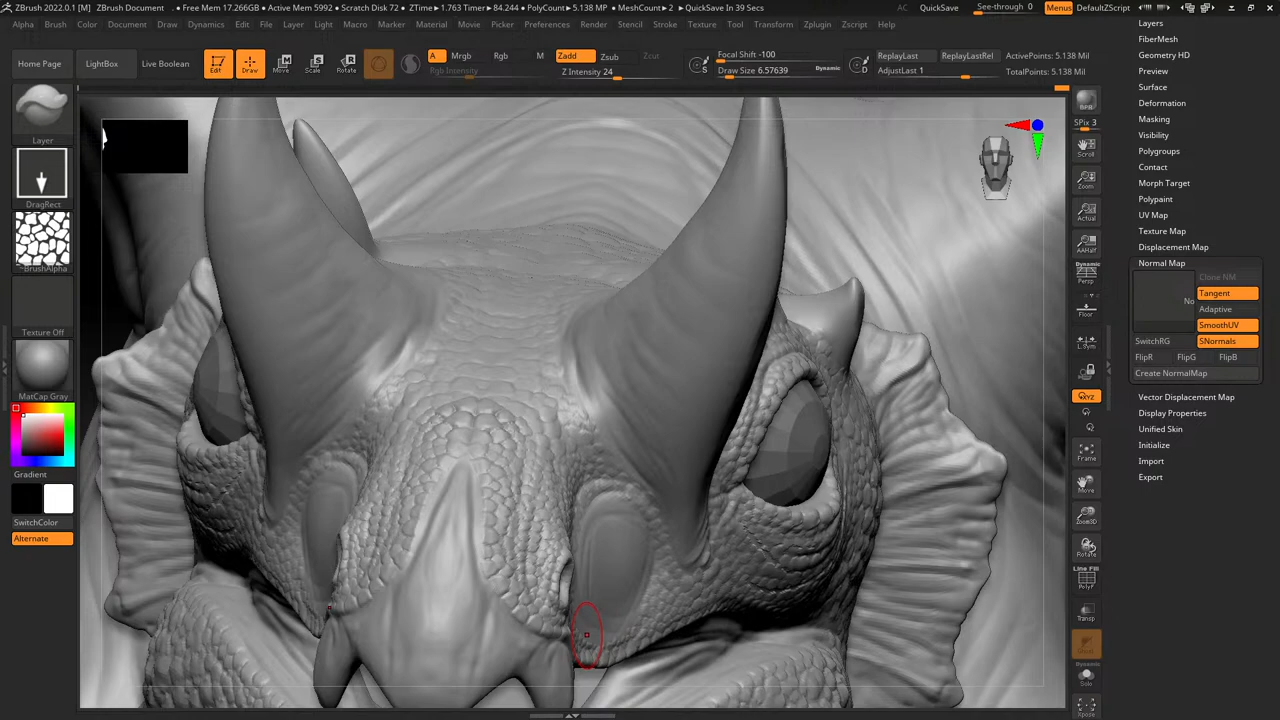 ZBrush 2022.0.1 [M] ZBrush Document • Free Mem 17.266GB • Active Mem 5992 • Scratch Disk 72 • ZTime▸1.763 Timer▸84.244 • PolyCount▸5.138 MP • MeshCount▸2 • QuickSave In 39 Secs AC QuickSave See-through 0 Menus DefaultZScript
Alpha Brush Color Document Draw Dynamics Edit File Layer Light Macro Marker Material Movie Picker Preferences Render Stencil Stroke Texture Tool Transform Zplugin Zscript Help
Home Page
LightBox
Live Boolean
Edit
Draw
Move
Scale
Rotate
A
Mrgb
Rgb
M
Rgb Intensity
Zadd
Zsub
Zcut
Z Intensity 24
S
Focal Shift -100
Draw Size 6.57639
Dynamic
D
ReplayLast
ReplayLastRel
AdjustLast 1
ActivePoints: 5.138 Mil
TotalPoints: 5.138 Mil
Layer
DragRect
~BrushAlpha
Texture Off
MatCap Gray
Gradient
SwitchColor
Alternate
BPR
SPix 3
Scroll
Zoom
Actual
AAHalf
Dynamic
Persp
Floor
L.Sym
XYZ
Frame
Move
Zoom3D
Rotate
Line Fill
PolyF
Transp
Ghost
Dynamic
Solo
Xpose
Layers
FiberMesh
Geometry HD
Preview
Surface
Deformation
Masking
Visibility
Polygroups
Contact
Morph Target
Polypaint
UV Map
Texture Map
Displacement Map
Normal Map
No
Clone NM
Tangent
Adaptive
SmoothUV
SwitchRG
SNormals
FlipR
FlipG
FlipB
Create NormalMap
Vector Displacement Map
Display Properties
Unified Skin
Initialize
Import
Export